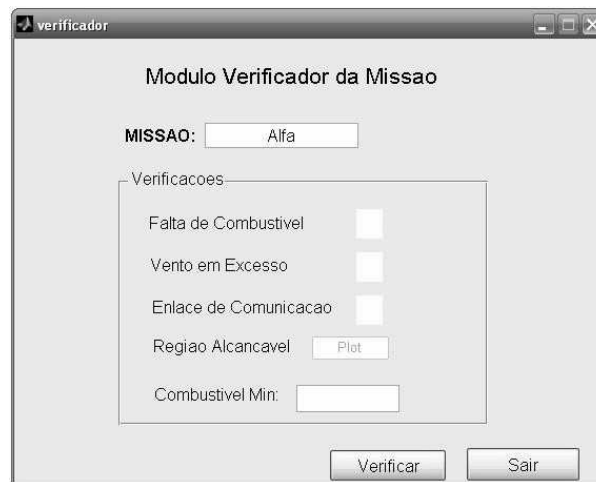 verificador
Modulo Verificador da Missao
MISSAO: Alfa
Verificacoes
Falta de Combustivel
Vento em Excesso
Enlace de Comunicacao
Regiao Alcancavel Plot
Combustivel Min:
Verificar Sair